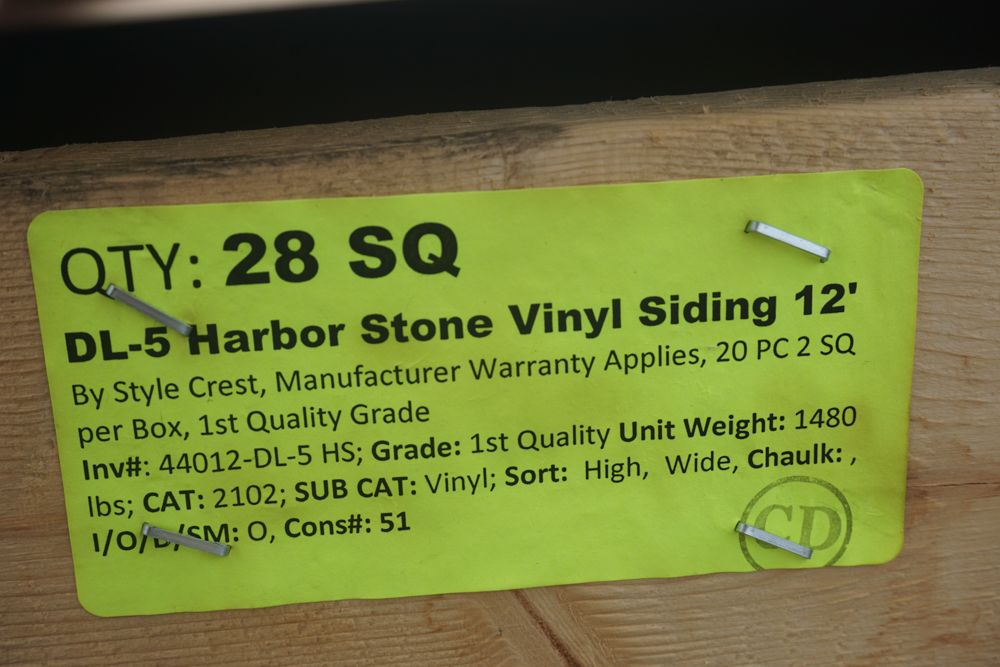 QTY: 28 SQ
DL-5 Harbor Stone Vinyl Siding 12'
By Style Crest, Manufacturer Warranty Applies, 20 PC 2 SQ
per Box, 1st Quality Grade
Inv#: 44012-DL-5 HS; Grade: 1st Quality Unit Weight: 1480
lbs; CAT: 2102; SUB CAT: Vinyl; Sort: High, Wide, Chaulk: ,
I/O/D/SM: O, Cons#: 51
CD